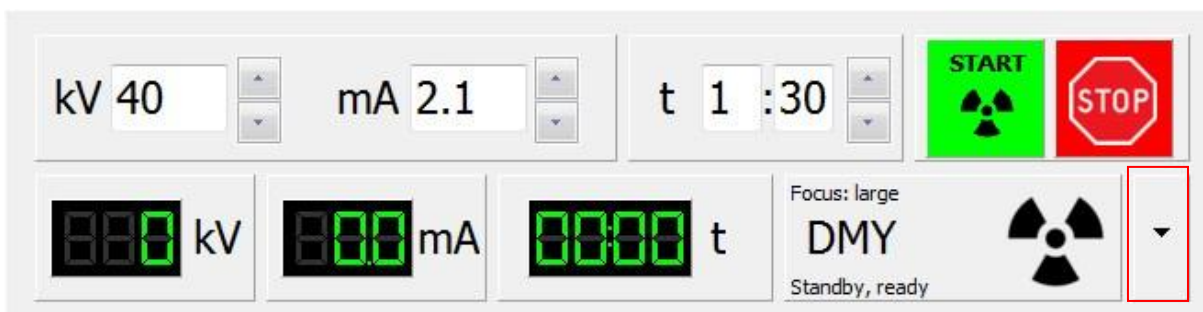 kV 40 mA 2.1 t 1 :30 START STOP
0 kV 0.0 mA 00:00 t Focus: large
DMY
Standby, ready